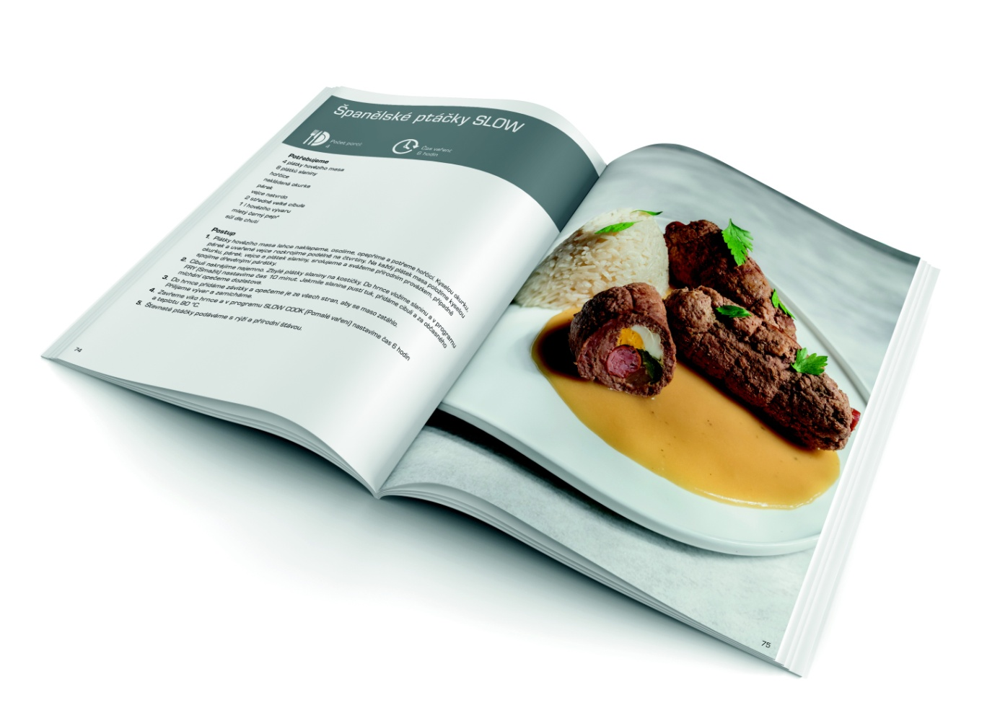 Španělské ptáčky SLOW
Počet porcí
4
Čas vaření:
6 hodin
Potřebujeme
4 plátky hovězího masa
8 plátků slaniny
hořčice
nakládaná okurka
párek
vejce natvrdo
2 středně velké cibule
1 l hovězího vývaru
mletý černý pepř
sůl dle chuti
Postup
1. Plátky hovězího masa lehce naklepeme, osolíme, opepříme a potřeme hořčicí. Kyselou okurku,
párek a uvařené vejce rozkrojíme podélně na čtvrtiny. Na každý plátek masa položíme kyselou
okurku, párek, vejce a plátek slaniny, srolujeme a svážeme přírodním provázkem, případně
spojíme dřevěnými párátky.
2. Cibuli nakrájíme najemno. Zbylé plátky slaniny na kostičky. Do hrnce vložíme slaninu a v programu
FRY (Smažit) nastavíme čas 10 minut. Jakmile slanina pustí tuk, přidáme cibuli a za občasného
míchání opečeme dozlatova.
3. Do hrnce přidáme závitky a opečeme je ze všech stran, aby se maso zatáhlo.
Přilijeme vývar a zamícháme.
4. Zavřeme víko hrnce a v programu SLOW COOK (Pomalé vaření) nastavíme čas 6 hodin
a teplotu 80 °C.
5. Šťavnaté ptáčky podáváme s rýží a přírodní šťávou.
74
75